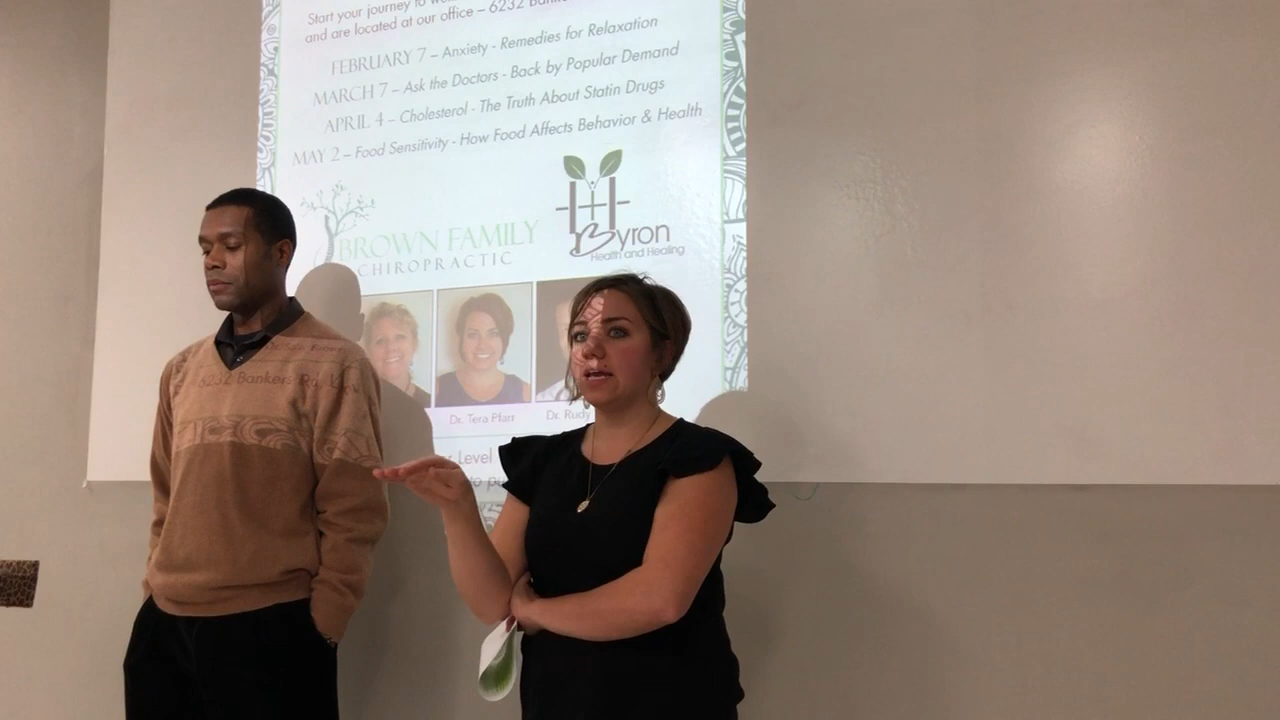 Start your journey to
and are located at our office – 6232
FEBRUARY 7 – Anxiety - Remedies for Relaxation
MARCH 7 – Ask the Doctors - Back by Popular Demand
APRIL 4 – Cholesterol - The Truth About Statin Drugs
MAY 2 – Food Sensitivity - How Food Affects Behavior & Health
BROWN FAMILY
CHIROPRACTIC
Byron
Health and Healing
6232 Bankers Rd
Dr. Tera Plarr
Dr. Rudy
Level
to